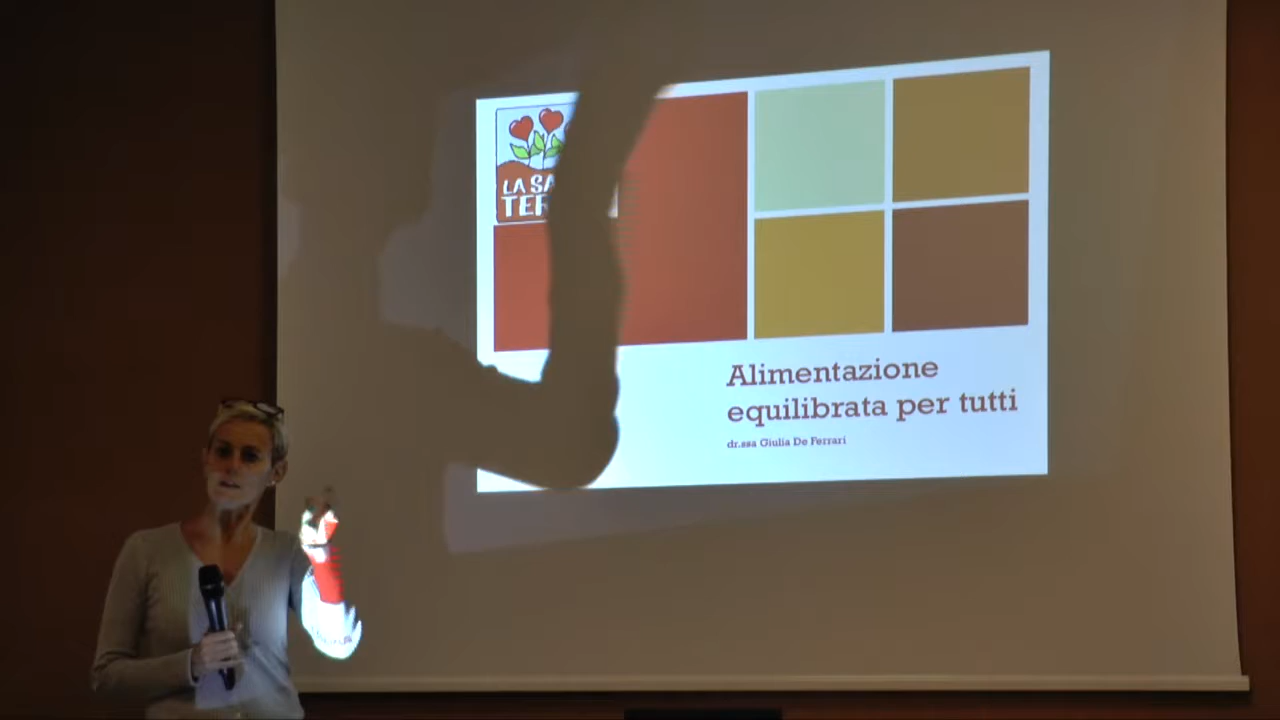 LA SA
TER
Alimentazione
equilibrata per tutti
dr.ssa Giulia De Ferrari